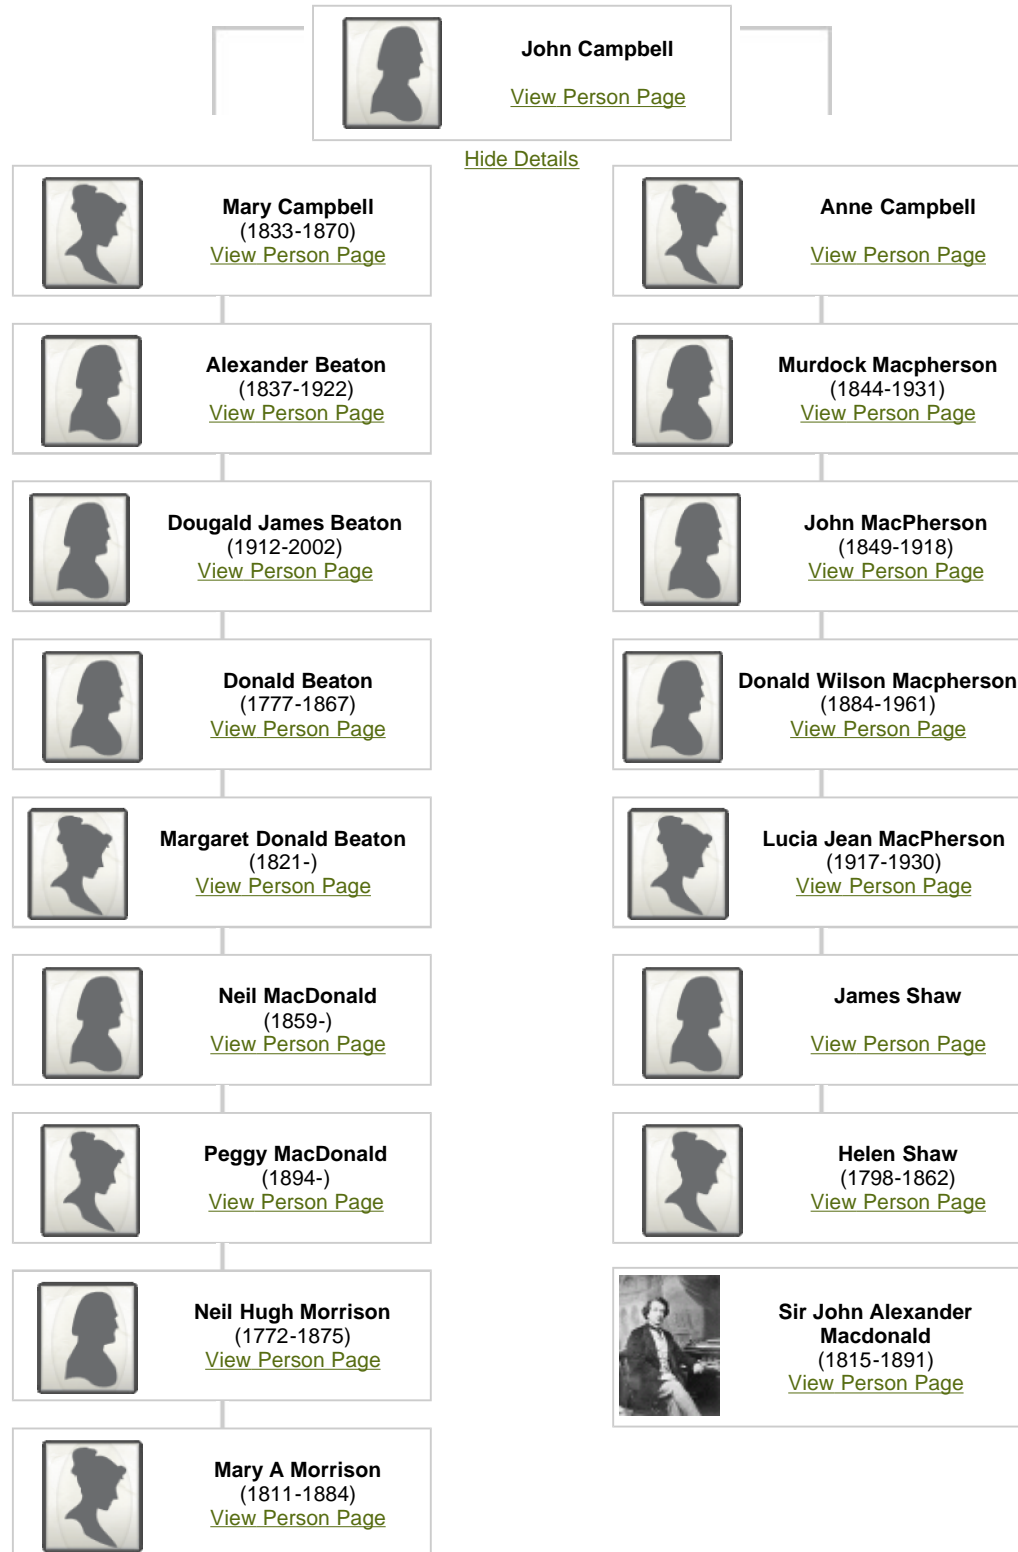 John Campbell
View Person Page
Hide Details
Mary Campbell
(1833-1870)
View Person Page
Alexander Beaton
(1837-1922)
View Person Page
Dougald James Beaton
(1912-2002)
View Person Page
Donald Beaton
(1777-1867)
View Person Page
Margaret Donald Beaton
(1821-)
View Person Page
Neil MacDonald
(1859-)
View Person Page
Peggy MacDonald
(1894-)
View Person Page
Neil Hugh Morrison
(1772-1875)
View Person Page
Mary A Morrison
(1811-1884)
View Person Page
Anne Campbell
View Person Page
Murdock Macpherson
(1844-1931)
View Person Page
John MacPherson
(1849-1918)
View Person Page
Donald Wilson Macpherson
(1884-1961)
View Person Page
Lucia Jean MacPherson
(1917-1930)
View Person Page
James Shaw
View Person Page
Helen Shaw
(1798-1862)
View Person Page
Sir John Alexander
Macdonald
(1815-1891)
View Person Page